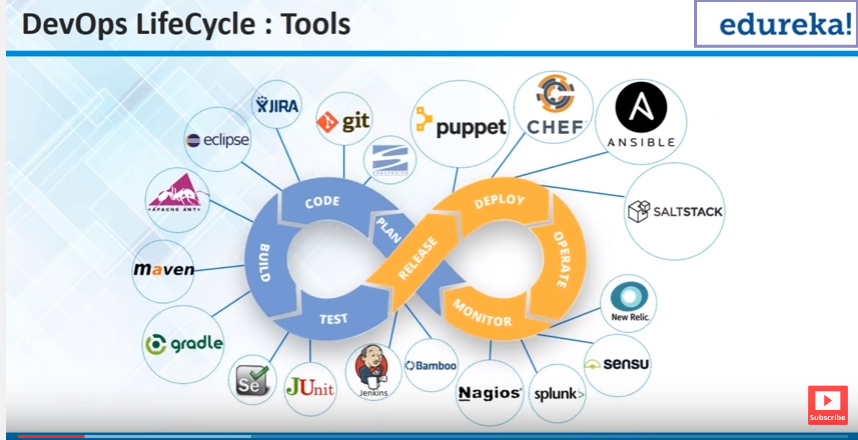 DevOps LifeCycle : Tools
edureka!
JIRA
git
eclipse
puppet
CHEF
ANSIBLE
APACHE ANT
maven
gradle
SALTSTACK
CODE
PLAN
BUILD
TEST
RELEASE
DEPLOY
OPERATE
MONITOR
New Relic.
sensu
Se
JUnit
Jenkins
Bamboo
Nagios®
splunk>
Subscribe